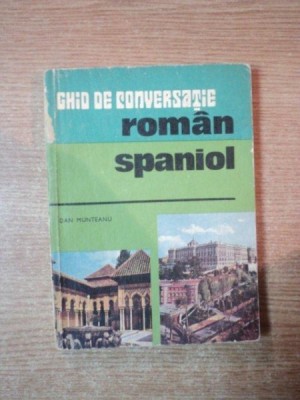 GHID DE CONVERSAȚIE
român
spaniol
DAN MUNTEANU